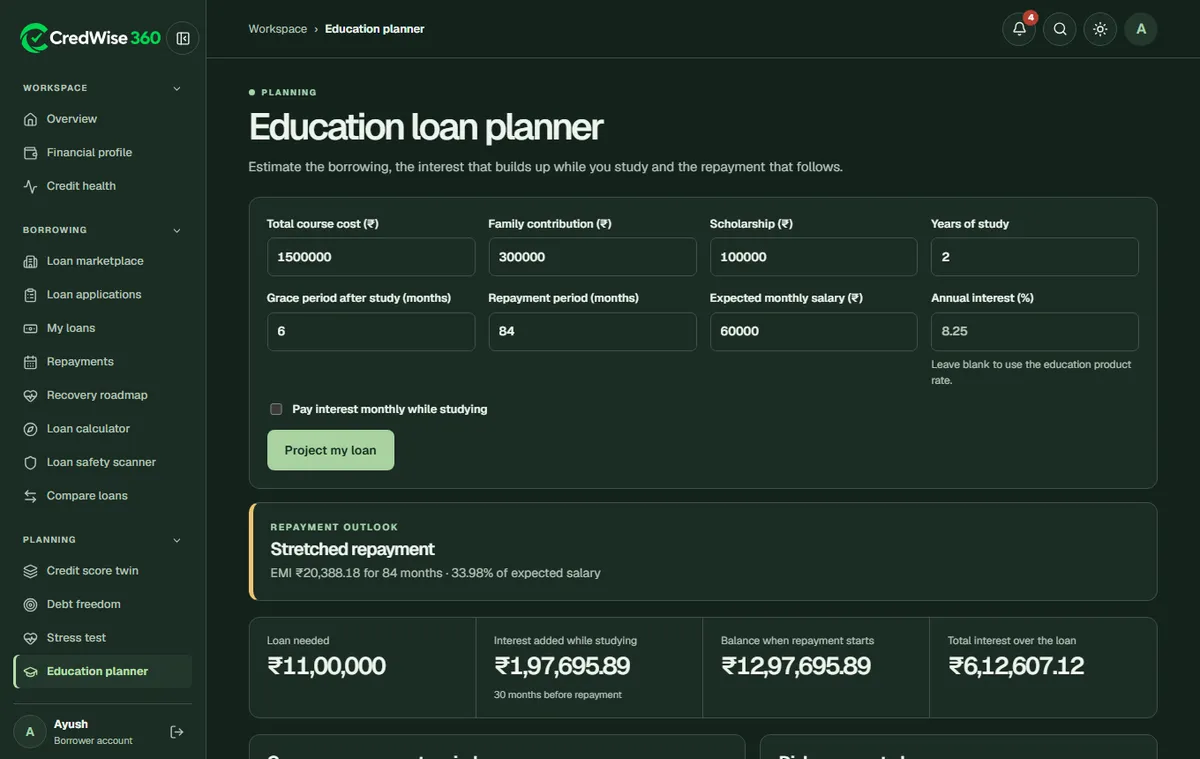 CredWise 360
WORKSPACE
Overview
Financial profile
Credit health
BORROWING
Loan marketplace
Loan applications
My loans
Repayments
Recovery roadmap
Loan calculator
Loan safety scanner
Compare loans
PLANNING
Credit score twin
Debt freedom
Stress test
Education planner
A
Ayush
Borrower account
Workspace › Education planner
4
A
PLANNING
Education loan planner
Estimate the borrowing, the interest that builds up while you study and the repayment that follows.
Total course cost (₹)
1500000
Family contribution (₹)
300000
Scholarship (₹)
100000
Years of study
2
Grace period after study (months)
6
Repayment period (months)
84
Expected monthly salary (₹)
60000
Annual interest (%)
8.25
Leave blank to use the education product
rate.
Pay interest monthly while studying
Project my loan
REPAYMENT OUTLOOK
Stretched repayment
EMI ₹20,388.18 for 84 months · 33.98% of expected salary
Loan needed
₹11,00,000
Interest added while studying
₹1,97,695.89
30 months before repayment
Balance when repayment starts
₹12,97,695.89
Total interest over the loan
₹6,12,607.12